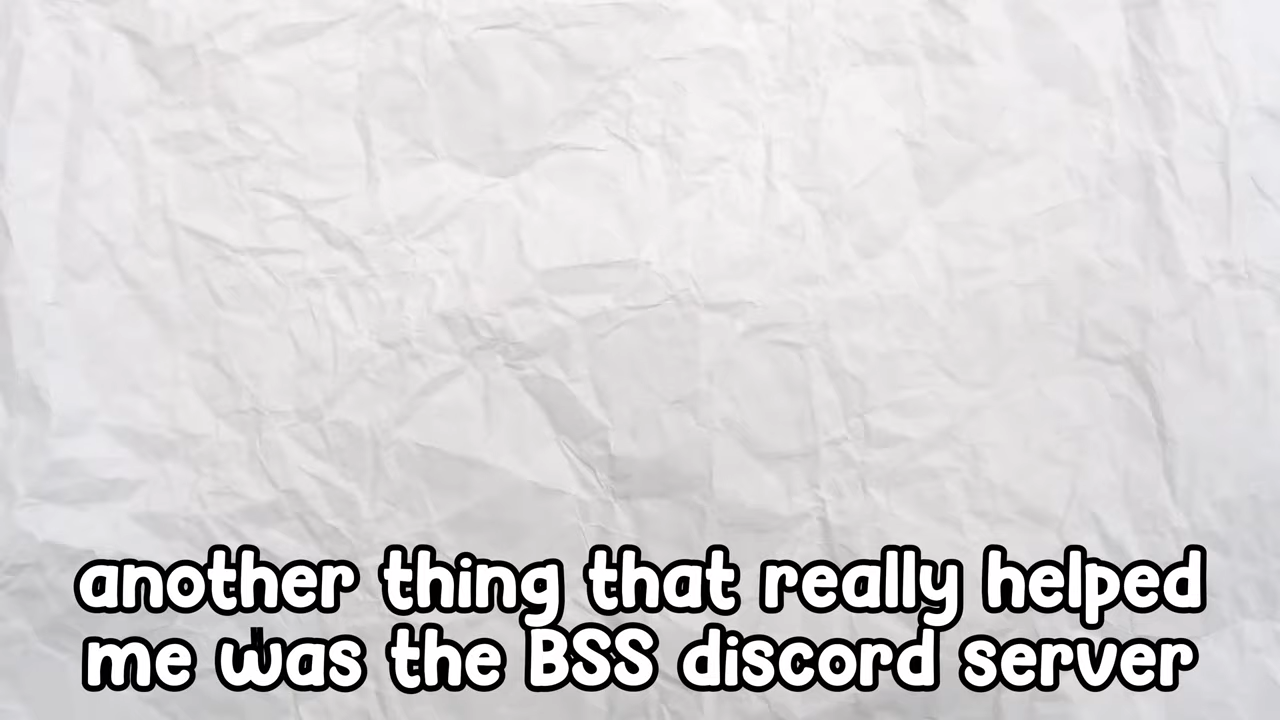 another thing that really helped
me was the BSS discord server